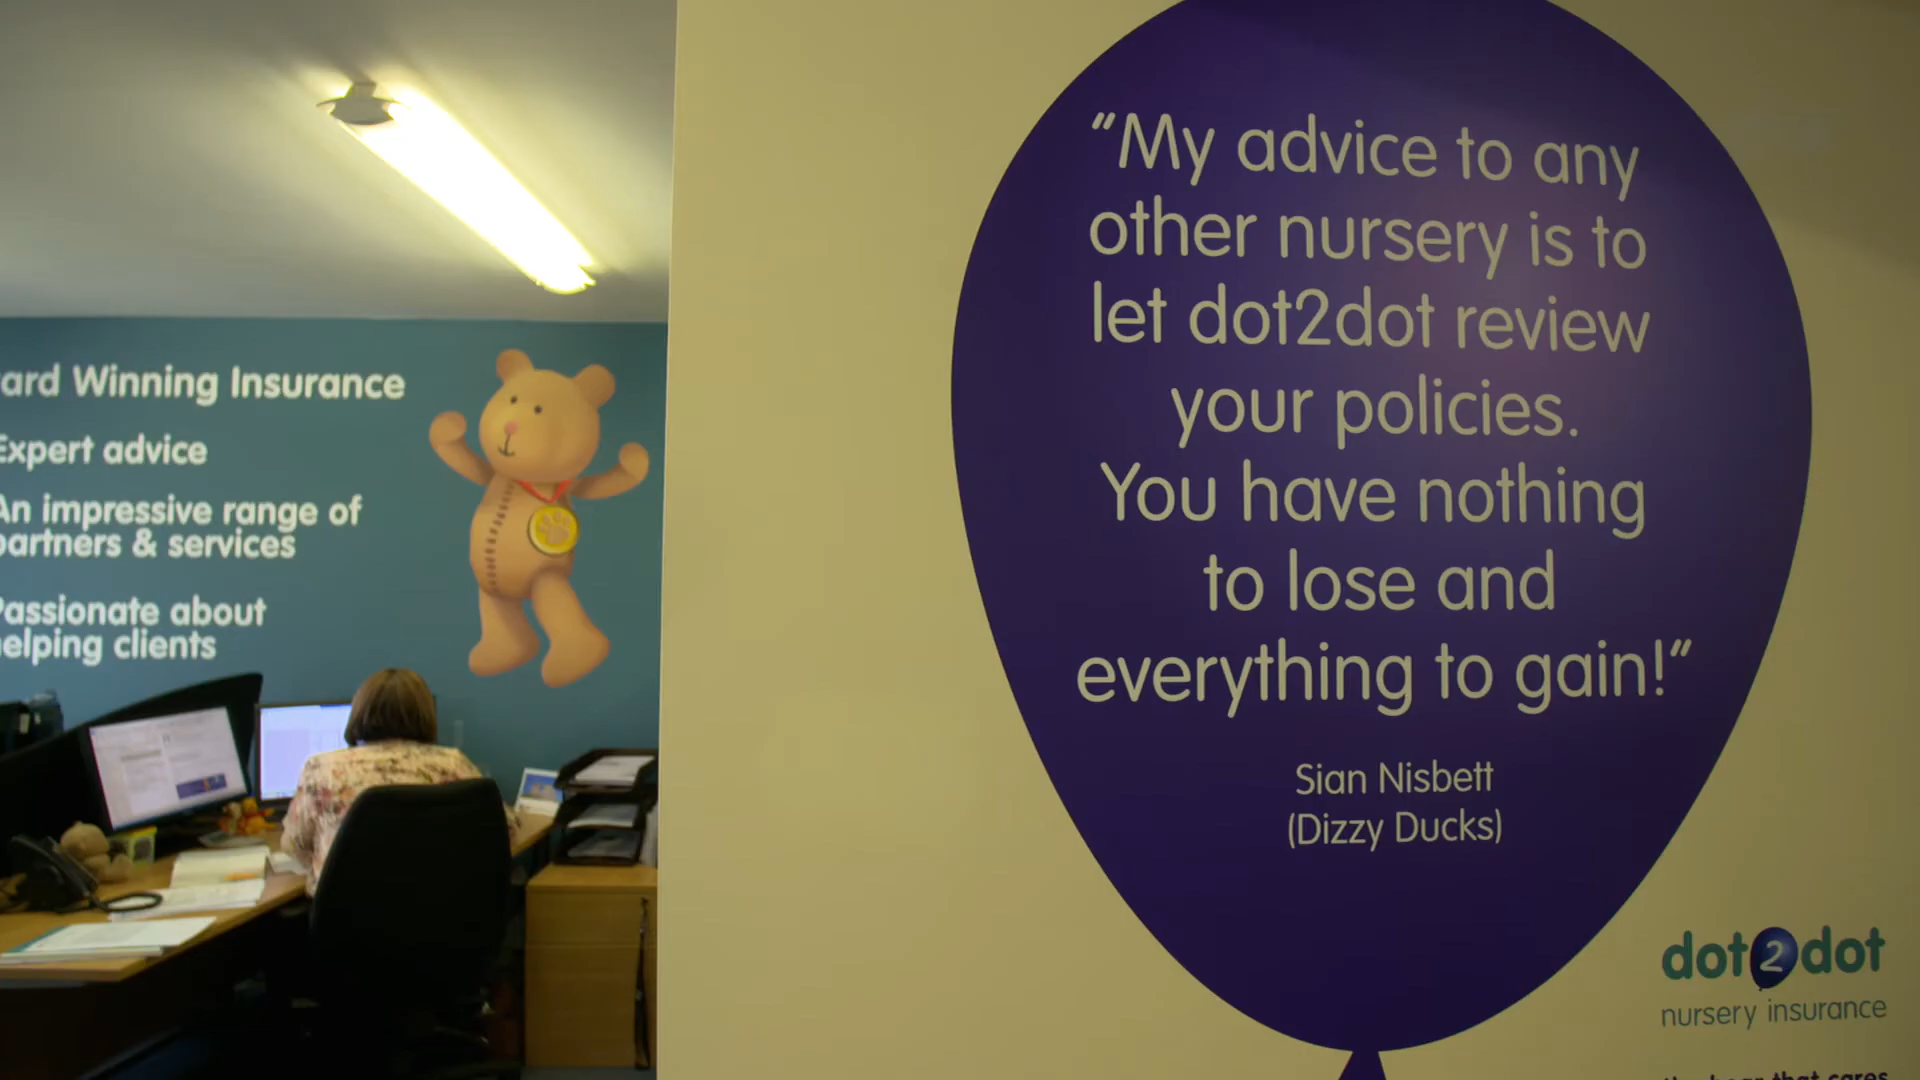 Winning Insurance
Expert advice
An impressive range of
partners & services
Passionate about
clients
“My advice to any
other nursery is to
let dot2dot review
your policies.
You have nothing
to lose and
everything to gain!“
Sian Nisbett
(Dizzy Ducks)
dot2dot
nursery insurance
that cares